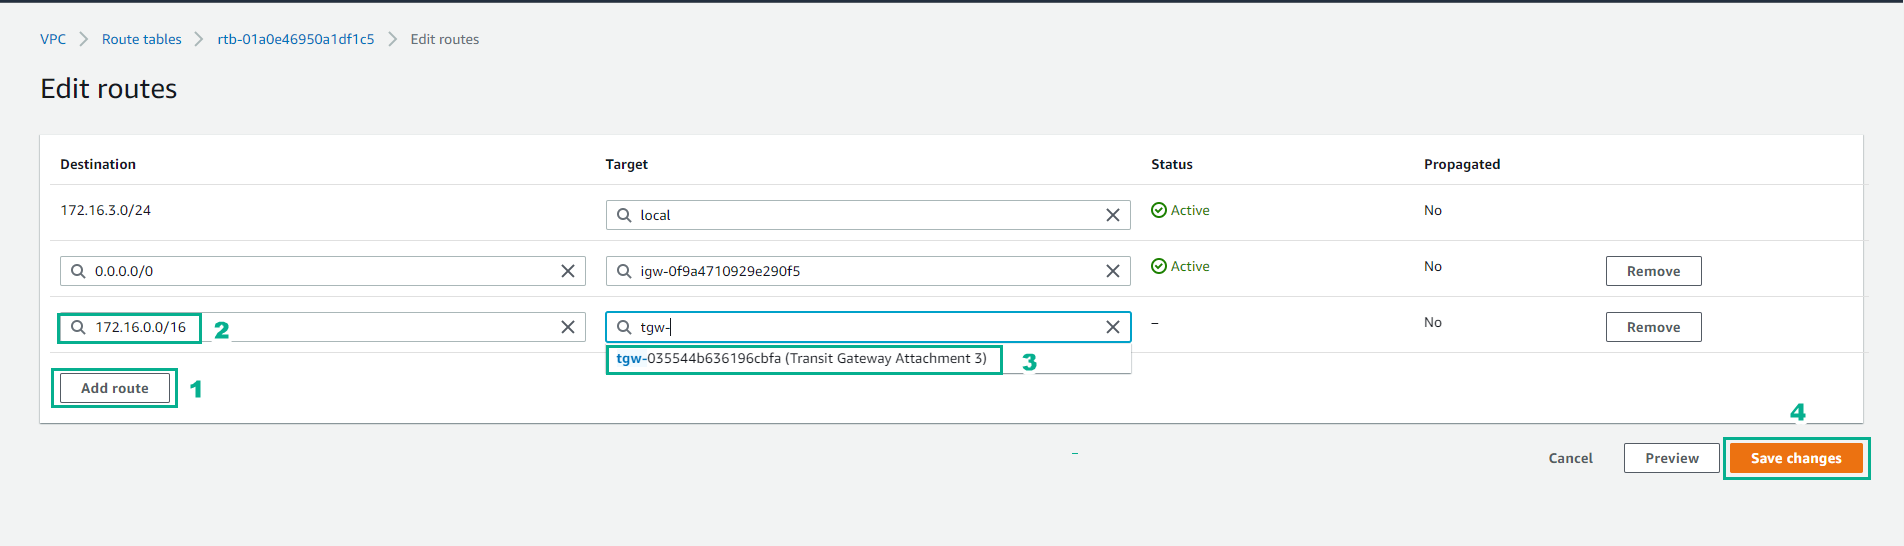 VPC > Route tables > rtb-01a0e46950a1df1c5 > Edit routes
Edit routes
Destination Target Status Propagated
172.16.3.0/24 local Active No
0.0.0.0/0 igw-0f9a4710929e290f5 Active No Remove
172.16.0.0/16 2 tgw- – No Remove
tgw-035544b636196cbfa (Transit Gateway Attachment 3) 3
Add route 1
4
–
Cancel Preview Save changes